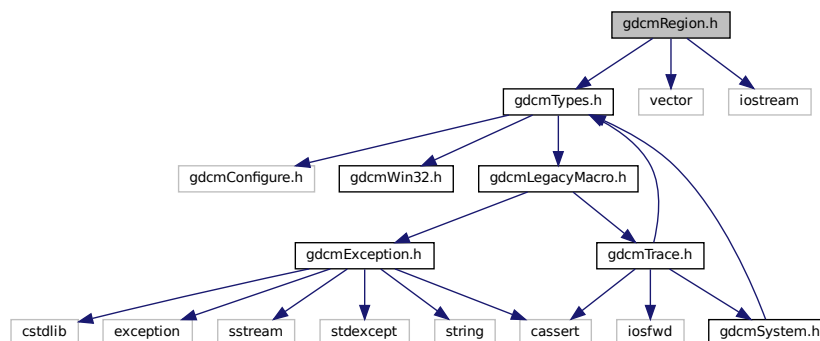 gdcmRegion.h
gdcmTypes.h
vector
iostream
gdcmConfigure.h
gdcmWin32.h
gdcmLegacyMacro.h
gdcmException.h
gdcmTrace.h
cstdlib
exception
sstream
stdexcept
string
cassert
iosfwd
gdcmSystem.h